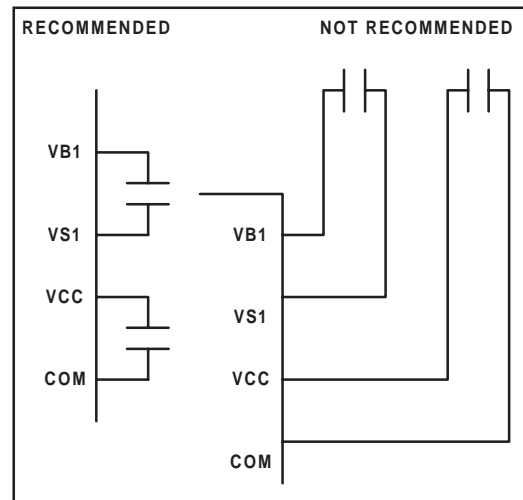 RECOMMENDED
NOT RECOMMENDED
VB1
VS1
VCC
COM
VB1
VS1
VCC
COM